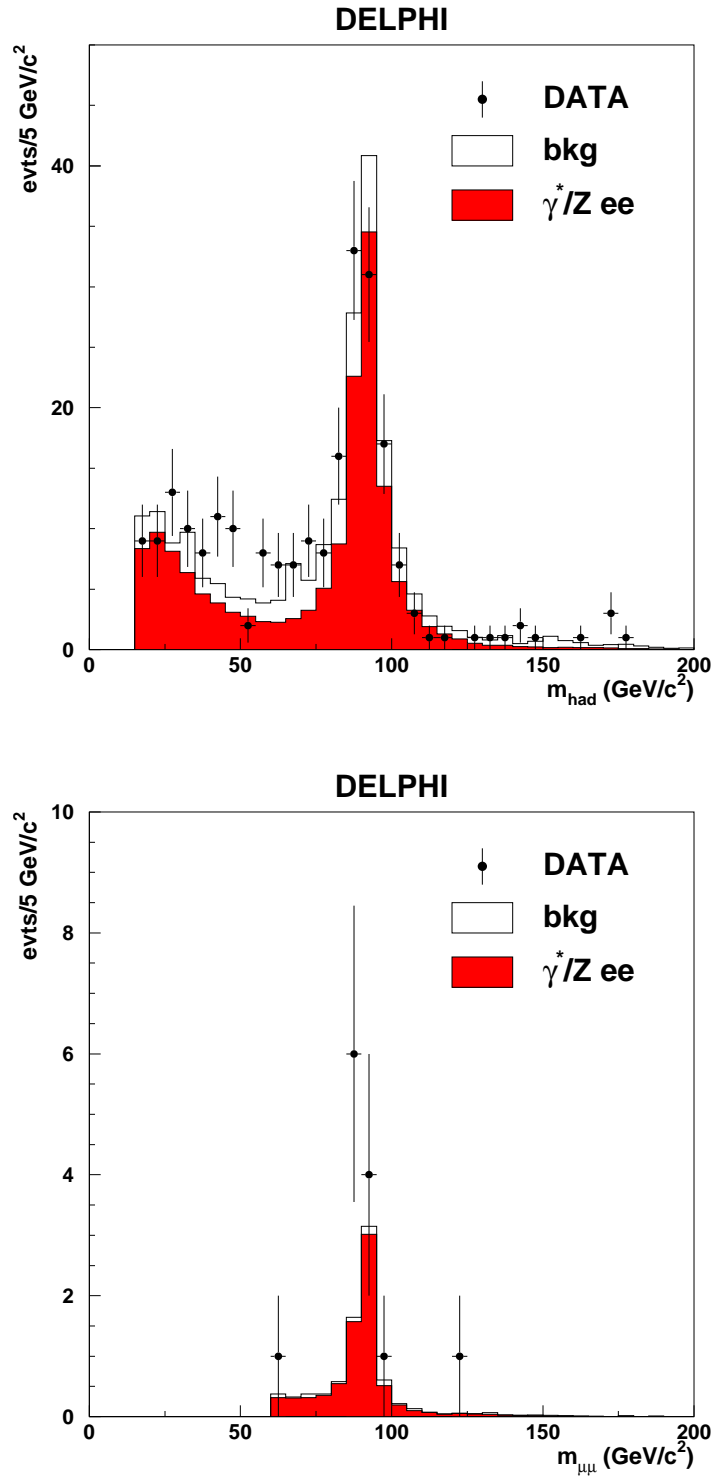 DELPHI
evts/5 GeV/c²
DATA
bkg
γ*/Z ee
40
20
0
0 50 100 150 200
m_had (GeV/c²)
DELPHI
evts/5 GeV/c²
DATA
bkg
γ*/Z ee
10
8
6
4
2
0
0 50 100 150 200
m_μμ (GeV/c²)